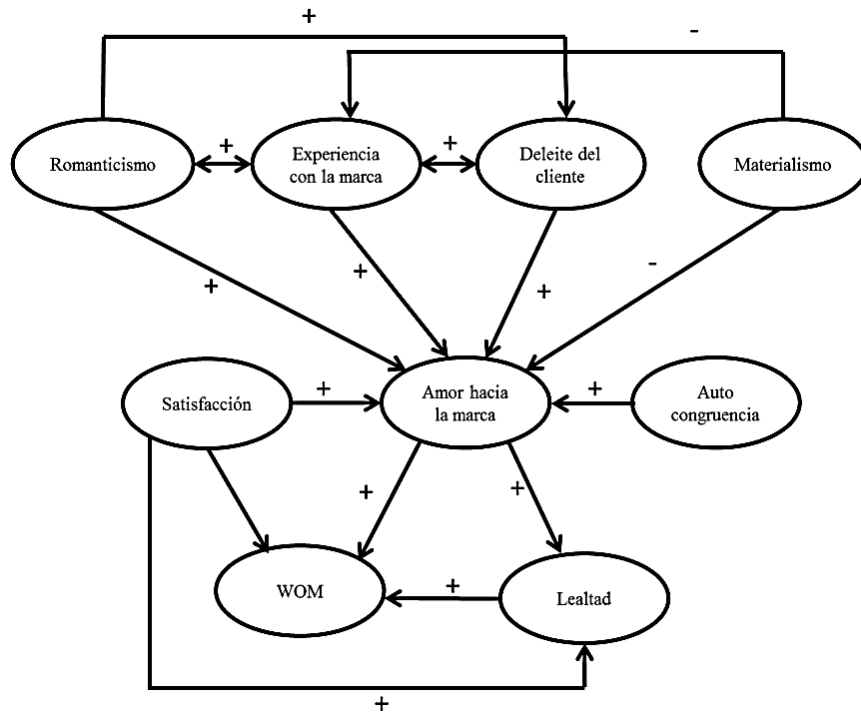 +
-
Romanticismo
+
Experiencia
con la marca
+
Deleite del
cliente
Materialismo
+
+
+
-
Satisfacción
+
Amor hacia
la marca
+
Auto
congruencia
+
+
WOM
+
Lealtad
+